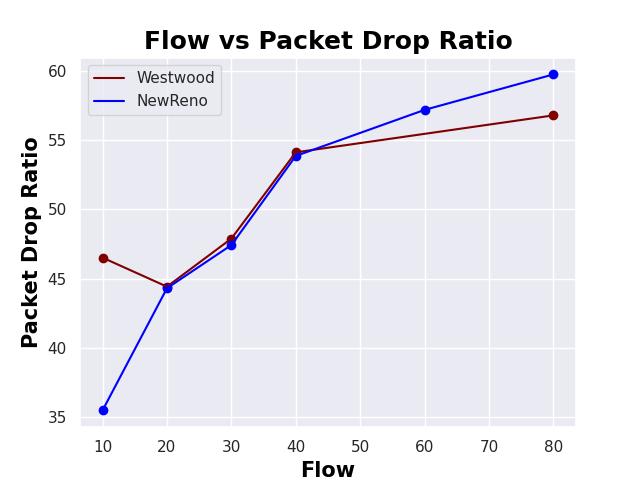 Flow vs Packet Drop Ratio
Westwood
NewReno
Packet Drop Ratio
60
55
50
45
40
35
10 20 30 40 50 60 70 80
Flow